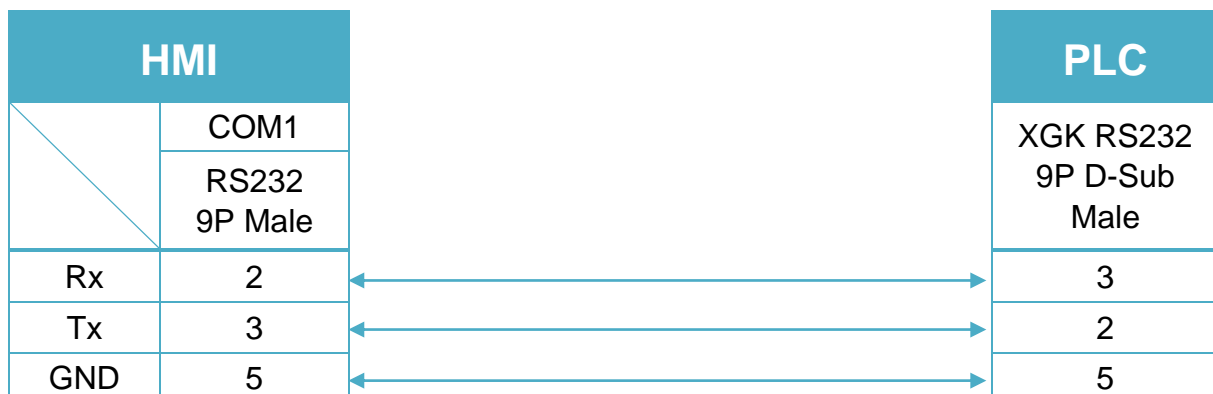 HMI
PLC
COM1
RS232
9P Male
XGK RS232
9P D-Sub
Male
Rx 2 3
Tx 3 2
GND 5 5